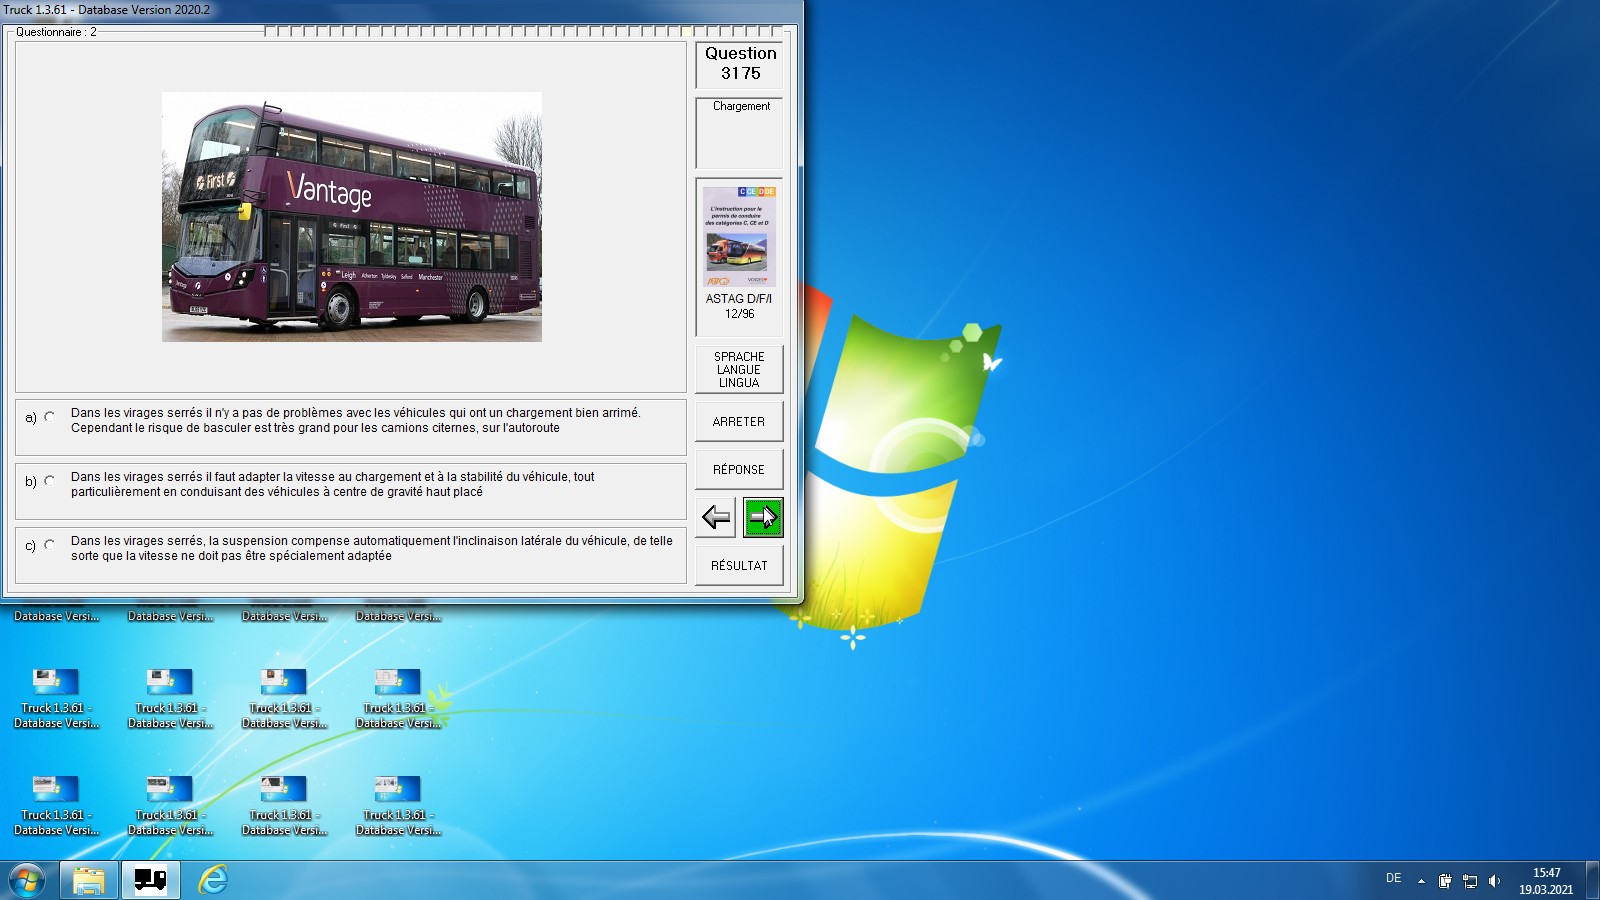 Truck 1.3.61 - Database Version 2020.2
Questionnaire : 2
Question
3175
Chargement
First
Vantage
First
Leigh Atherton Tyldesley Salford Manchester
Vantage
C CE D DE
L'instruction pour le
permis de conduire
des catégories C, CE et D
ASTAG D/F/I
12/96
SPRACHE
LANGUE
LINGUA
ARRETER
RÉPONSE
RÉSULTAT
a) Dans les virages serrés il n'y a pas de problèmes avec les véhicules qui ont un chargement bien arrimé.
Cependant le risque de basculer est très grand pour les camions citernes, sur l'autoroute
b) Dans les virages serrés il faut adapter la vitesse au chargement et à la stabilité du véhicule, tout
particulièrement en conduisant des véhicules à centre de gravité haut placé
c) Dans les virages serrés, la suspension compense automatiquement l'inclinaison latérale du véhicule, de telle
sorte que la vitesse ne doit pas être spécialement adaptée
Database Versi... Database Versi... Database Versi... Database Versi...
Truck 1.3.61 - Truck 1.3.61 - Truck 1.3.61 - Truck 1.3.61 -
Database Versi... Database Versi... Database Versi... Database Versi...
Truck 1.3.61 - Truck 1.3.61 - Truck 1.3.61 - Truck 1.3.61 -
Database Versi... Database Versi... Database Versi... Database Versi...
DE
15:47
19.03.2021